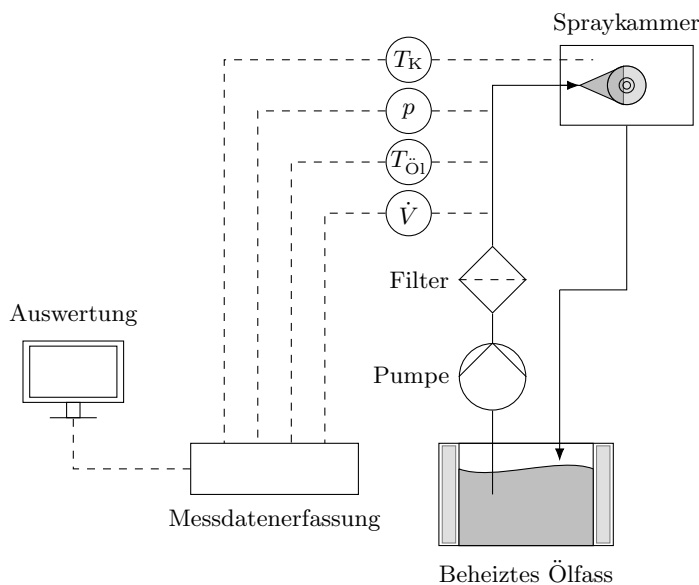 Spraykammer
T_K
p
T_Öl
V̇
Filter
Auswertung
Pumpe
Messdatenerfassung
Beheiztes Ölfass